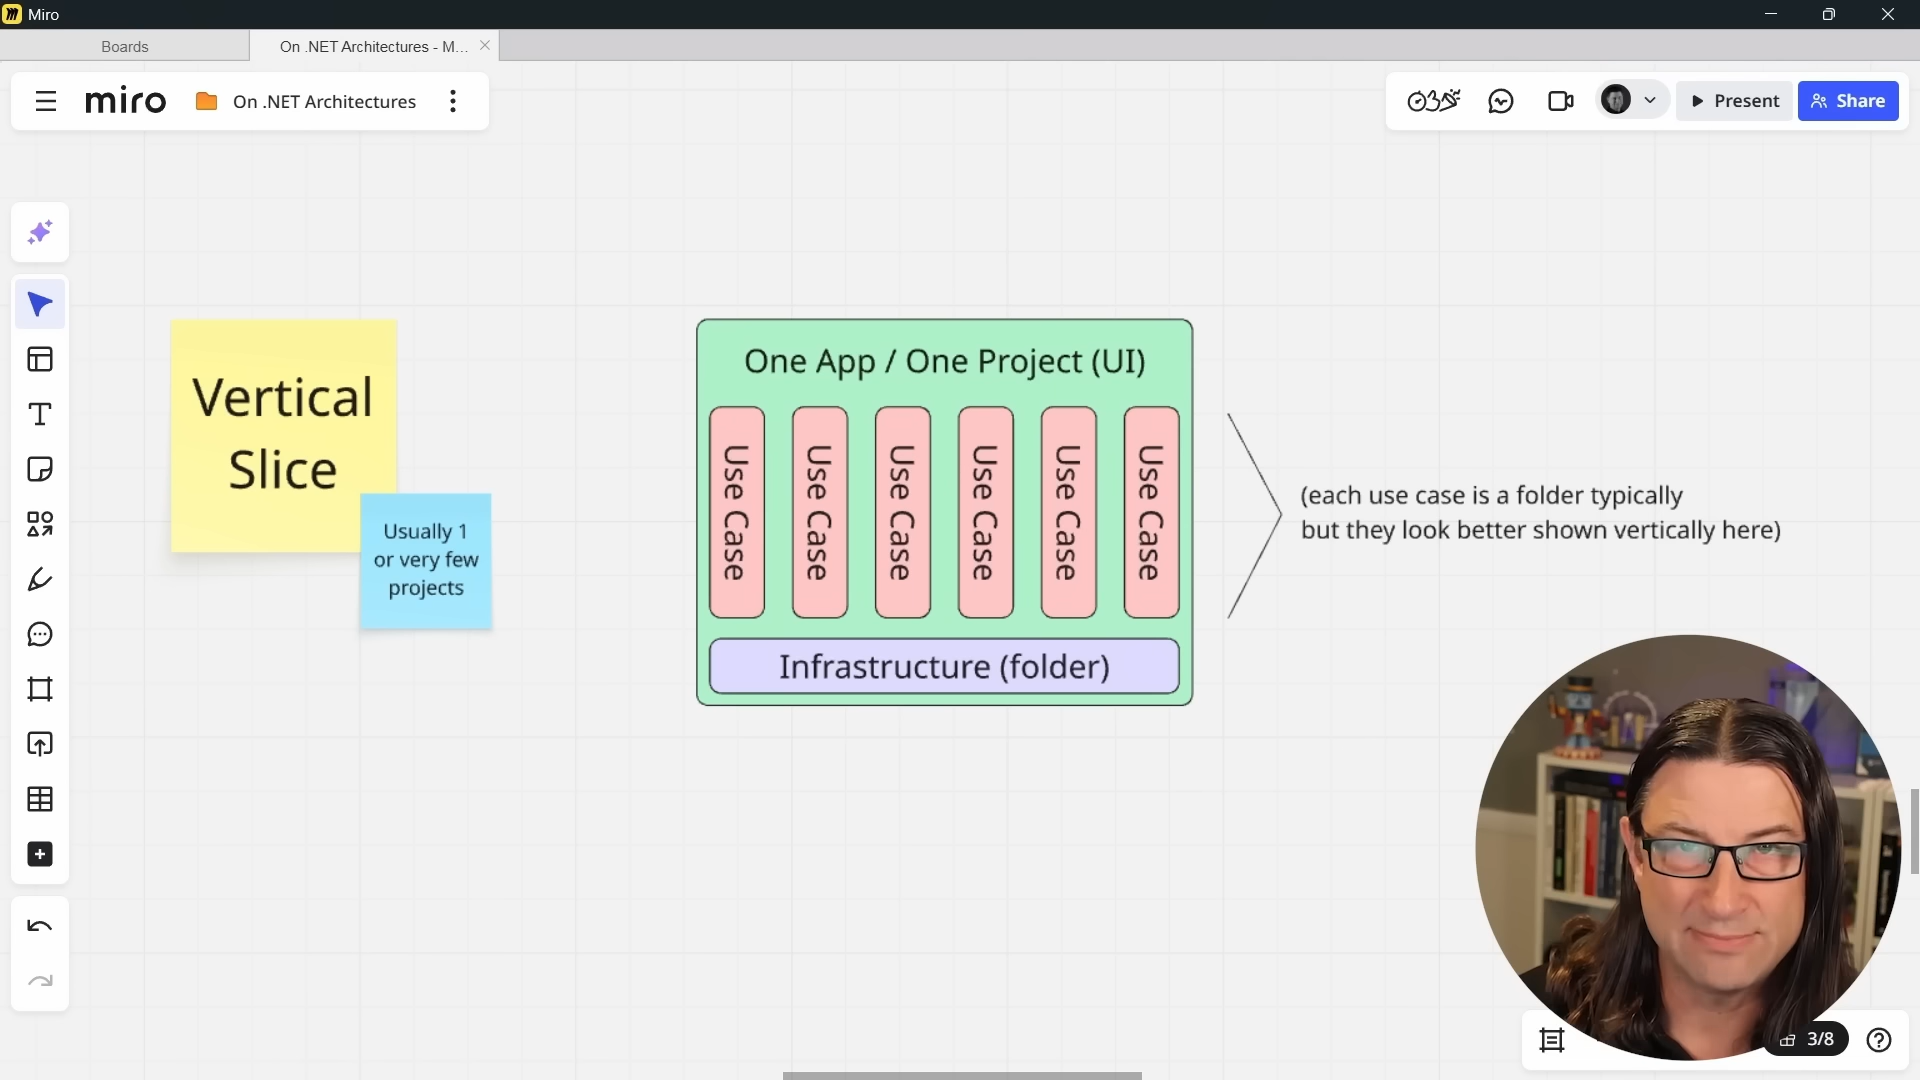 Miro
Boards
On .NET Architectures - M...
miro
On .NET Architectures
Present
Share
Vertical
Slice
Usually 1
or very few
projects
One App / One Project (UI)
Use Case
Use Case
Use Case
Use Case
Use Case
Use Case
Infrastructure (folder)
(each use case is a folder typically
but they look better shown vertically here)
3/8